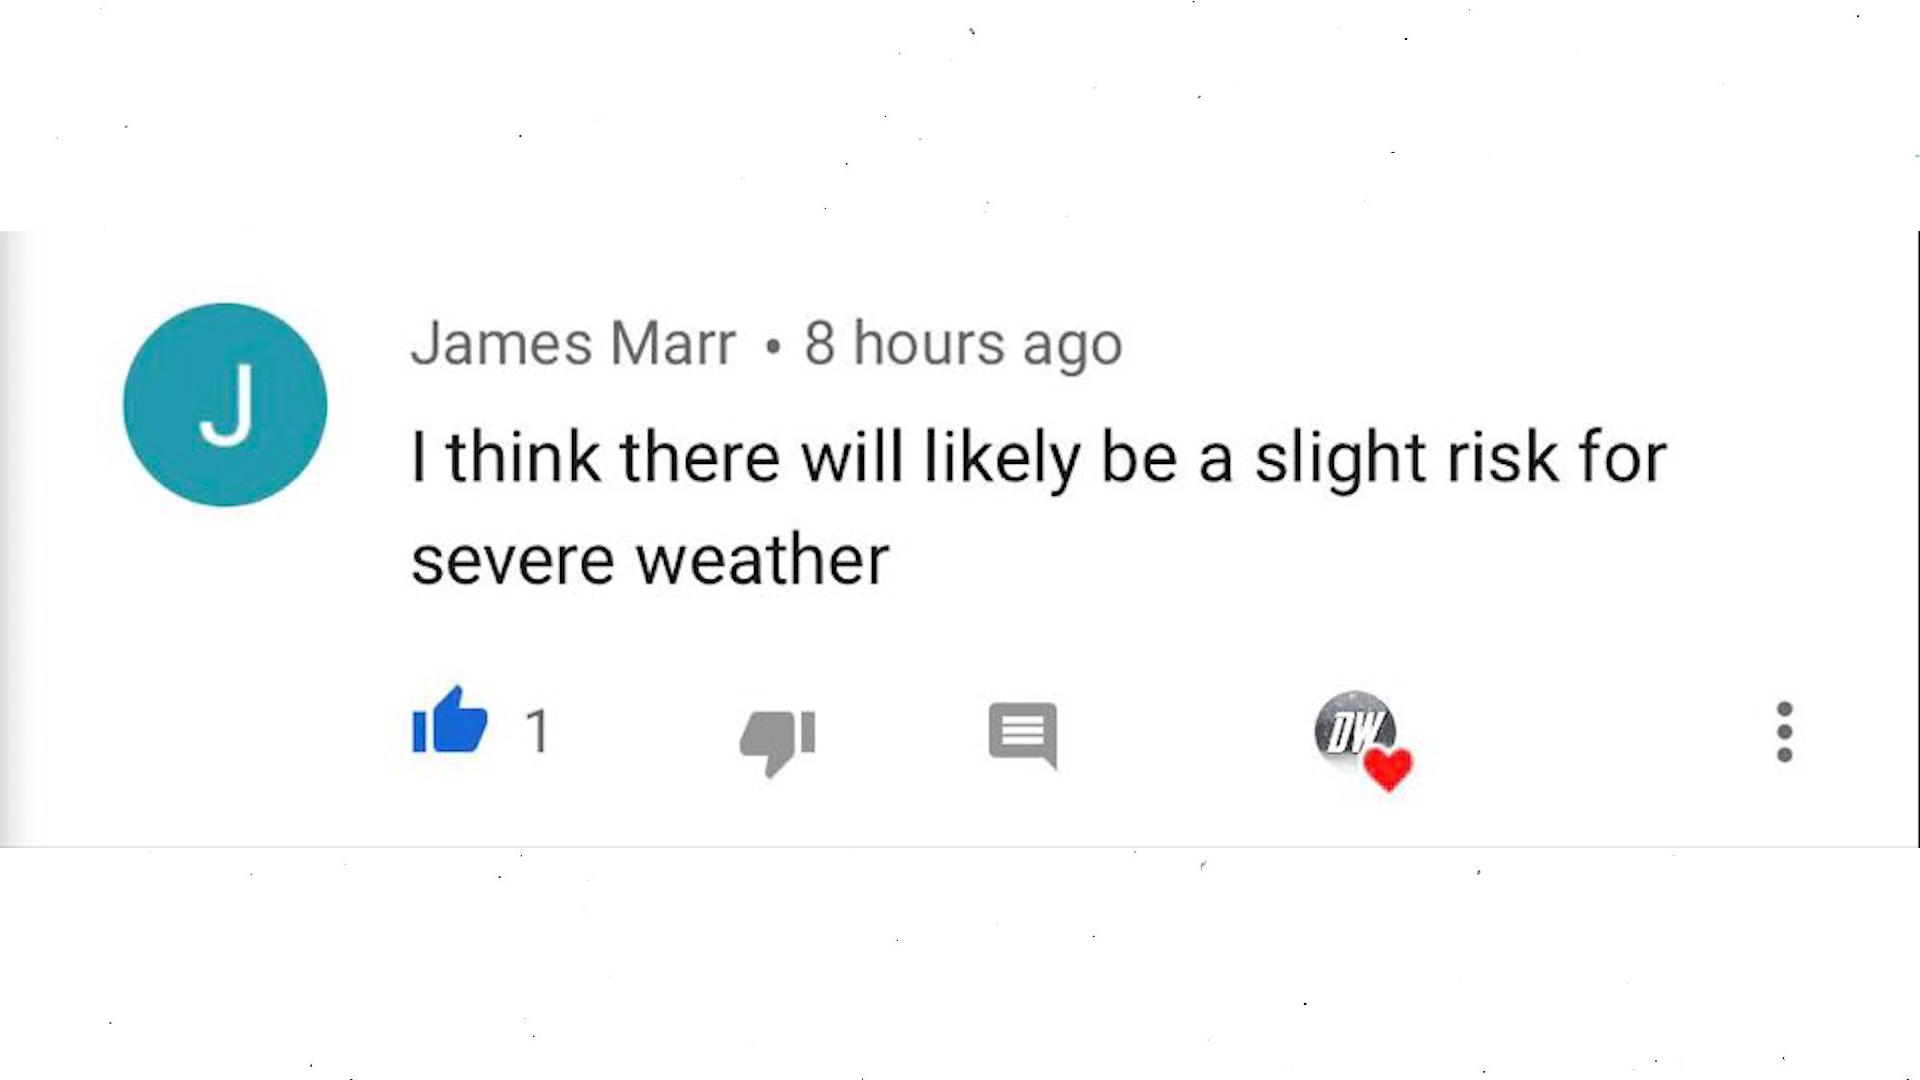 J
James Marr • 8 hours ago
I think there will likely be a slight risk for
severe weather
1
DW